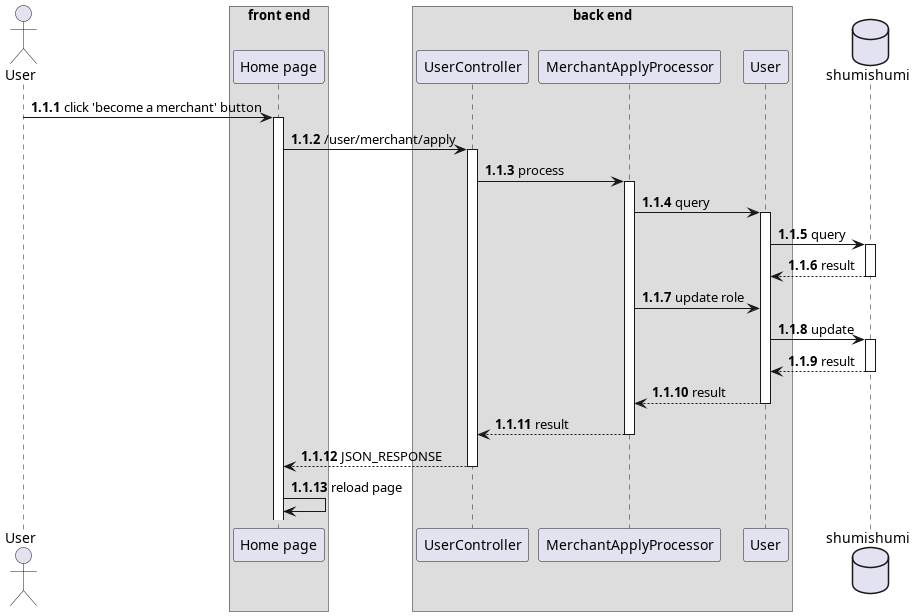 front end
back end
User
Home page
UserController
MerchantApplyProcessor
User
shumishumi
1.1.1 click 'become a merchant' button
1.1.2 /user/merchant/apply
1.1.3 process
1.1.4 query
1.1.5 query
1.1.6 result
1.1.7 update role
1.1.8 update
1.1.9 result
1.1.10 result
1.1.11 result
1.1.12 JSON_RESPONSE
1.1.13 reload page
User
Home page
UserController
MerchantApplyProcessor
User
shumishumi